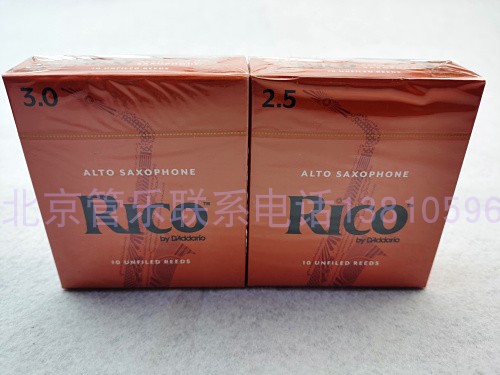 3.0
ALTO SAXOPHONE
Rico™
by D'Addario
10 UNFILED REEDS
2.5
ALTO SAXOPHONE
Rico
by D'Addario
10 UNFILED REEDS
北京管乐联系电话13810596